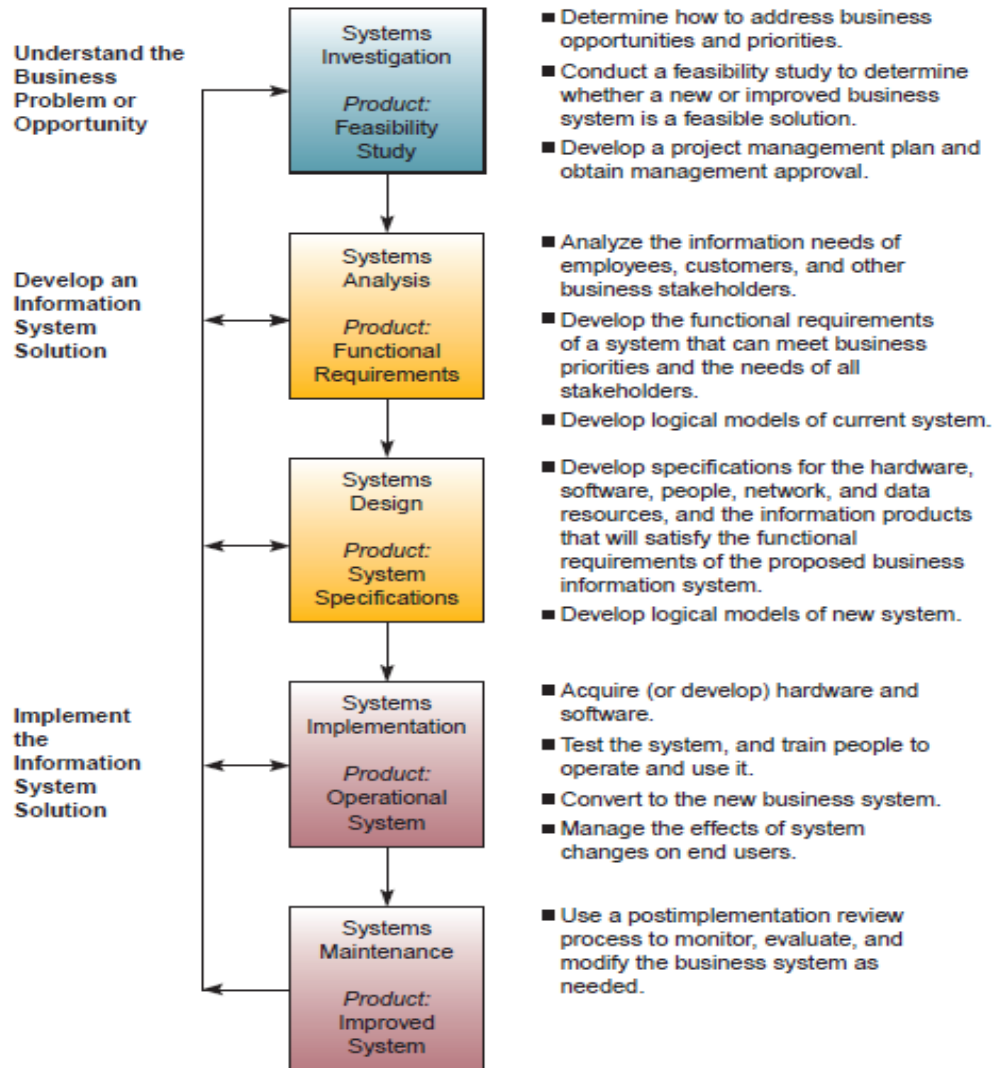 Understand the
Business
Problem or
Opportunity
Systems
Investigation
Product:
Feasibility
Study
■ Determine how to address business
opportunities and priorities.
■ Conduct a feasibility study to determine
whether a new or improved business
system is a feasible solution.
■ Develop a project management plan and
obtain management approval.
Develop an
Information
System
Solution
Systems
Analysis
Product:
Functional
Requirements
■ Analyze the information needs of
employees, customers, and other
business stakeholders.
■ Develop the functional requirements
of a system that can meet business
priorities and the needs of all
stakeholders.
■ Develop logical models of current system.
Systems
Design
Product:
System
Specifications
■ Develop specifications for the hardware,
software, people, network, and data
resources, and the information products
that will satisfy the functional
requirements of the proposed business
information system.
■ Develop logical models of new system.
Implement
the
Information
System
Solution
Systems
Implementation
Product:
Operational
System
■ Acquire (or develop) hardware and
software.
■ Test the system, and train people to
operate and use it.
■ Convert to the new business system.
■ Manage the effects of system
changes on end users.
Systems
Maintenance
Product:
Improved
System
■ Use a postimplementation review
process to monitor, evaluate, and
modify the business system as
needed.